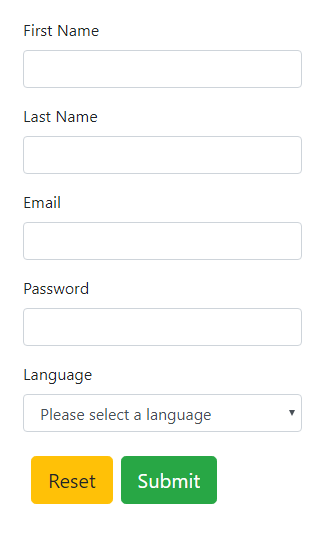 First Name
Last Name
Email
Password
Language
Please select a language
Reset Submit